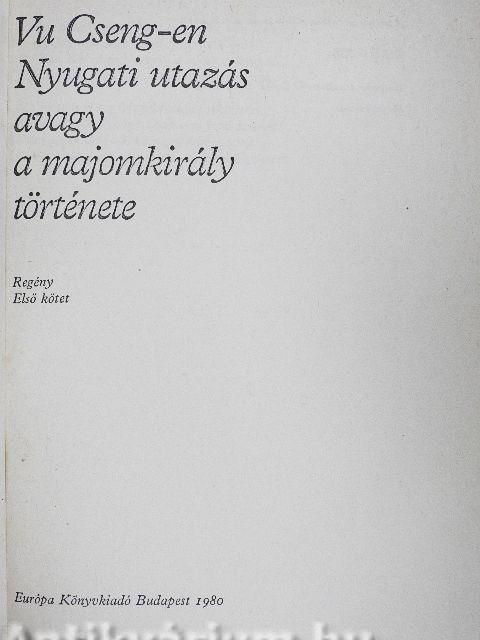 Vu Cseng-en
Nyugati utazás
avagy
a majomkirály
története
Regény
Első kötet
Európa Könyvkiadó Budapest 1980